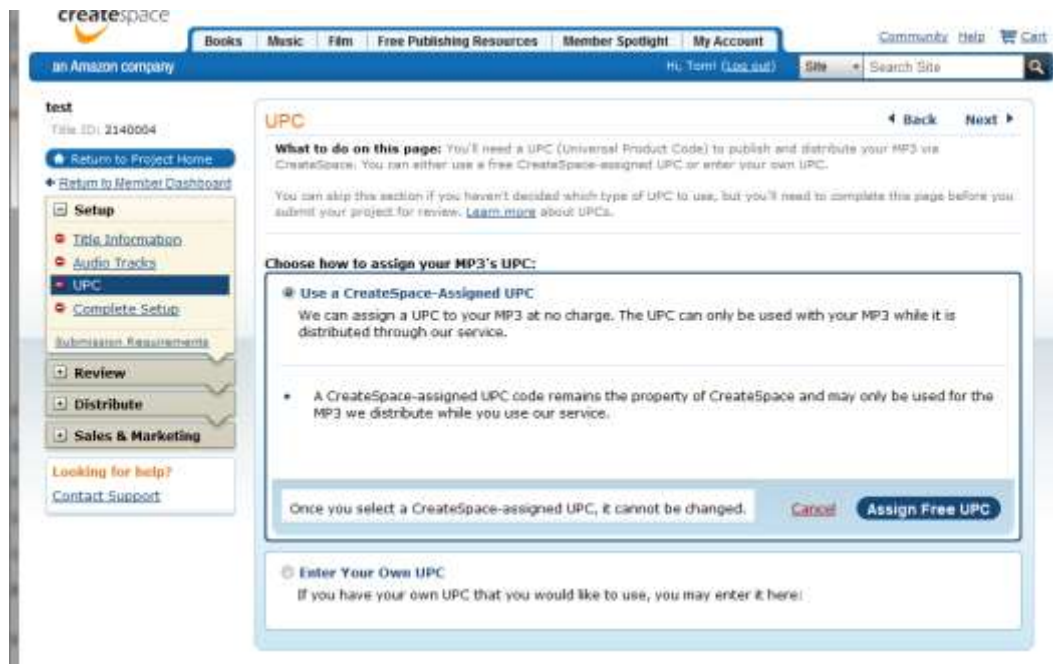 createspace
Books Music Film Free Publishing Resources Member Spotlight My Account
Community Help Cart
an Amazon company
Hi, Tom! (Log out)
Site
Search Site
test
Title ID: 2140004
Return to Project Home
Return to Member Dashboard
Setup
Title Information
Audio Tracks
UPC
Complete Setup
Submission Requirements
Review
Distribute
Sales & Marketing
Looking for help?
Contact Support
UPC
Back Next
What to do on this page: You'll need a UPC (Universal Product Code) to publish and distribute your MP3 via
CreateSpace. You can either use a free CreateSpace-assigned UPC or enter your own UPC.
You can skip this section if you haven't decided which type of UPC to use, but you'll need to complete this page before you
submit your project for review. Learn more about UPCs.
Choose how to assign your MP3's UPC:
Use a CreateSpace-Assigned UPC
We can assign a UPC to your MP3 at no charge. The UPC can only be used with your MP3 while it is
distributed through our service.
• A CreateSpace-assigned UPC code remains the property of CreateSpace and may only be used for the
MP3 we distribute while you use our service.
Once you select a CreateSpace-assigned UPC, it cannot be changed.
Cancel
Assign Free UPC
Enter Your Own UPC
If you have your own UPC that you would like to use, you may enter it here: